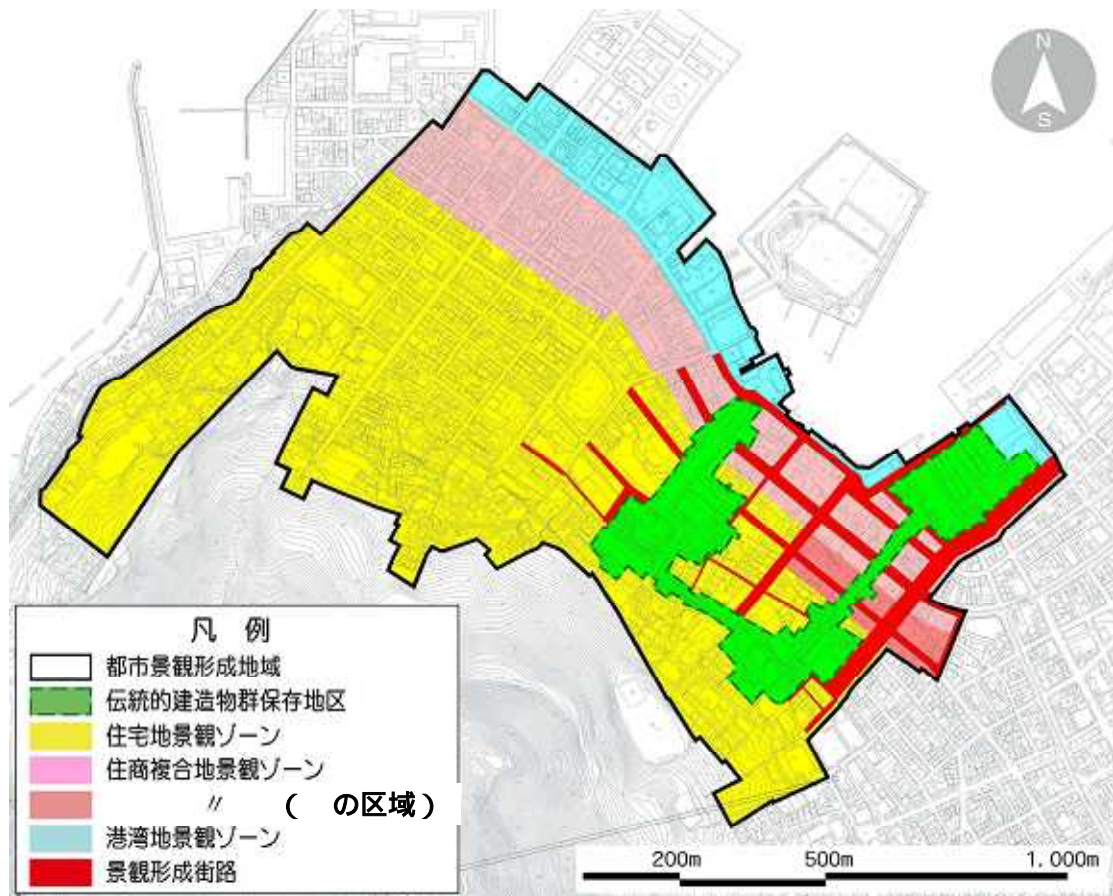 N
S
凡 例
都市景観形成地域
伝統的建造物群保存地区
住宅地景観ゾーン
住商複合地景観ゾーン
〃 ( の区域)
港湾地景観ゾーン
景観形成街路
200m 500m 1,000m